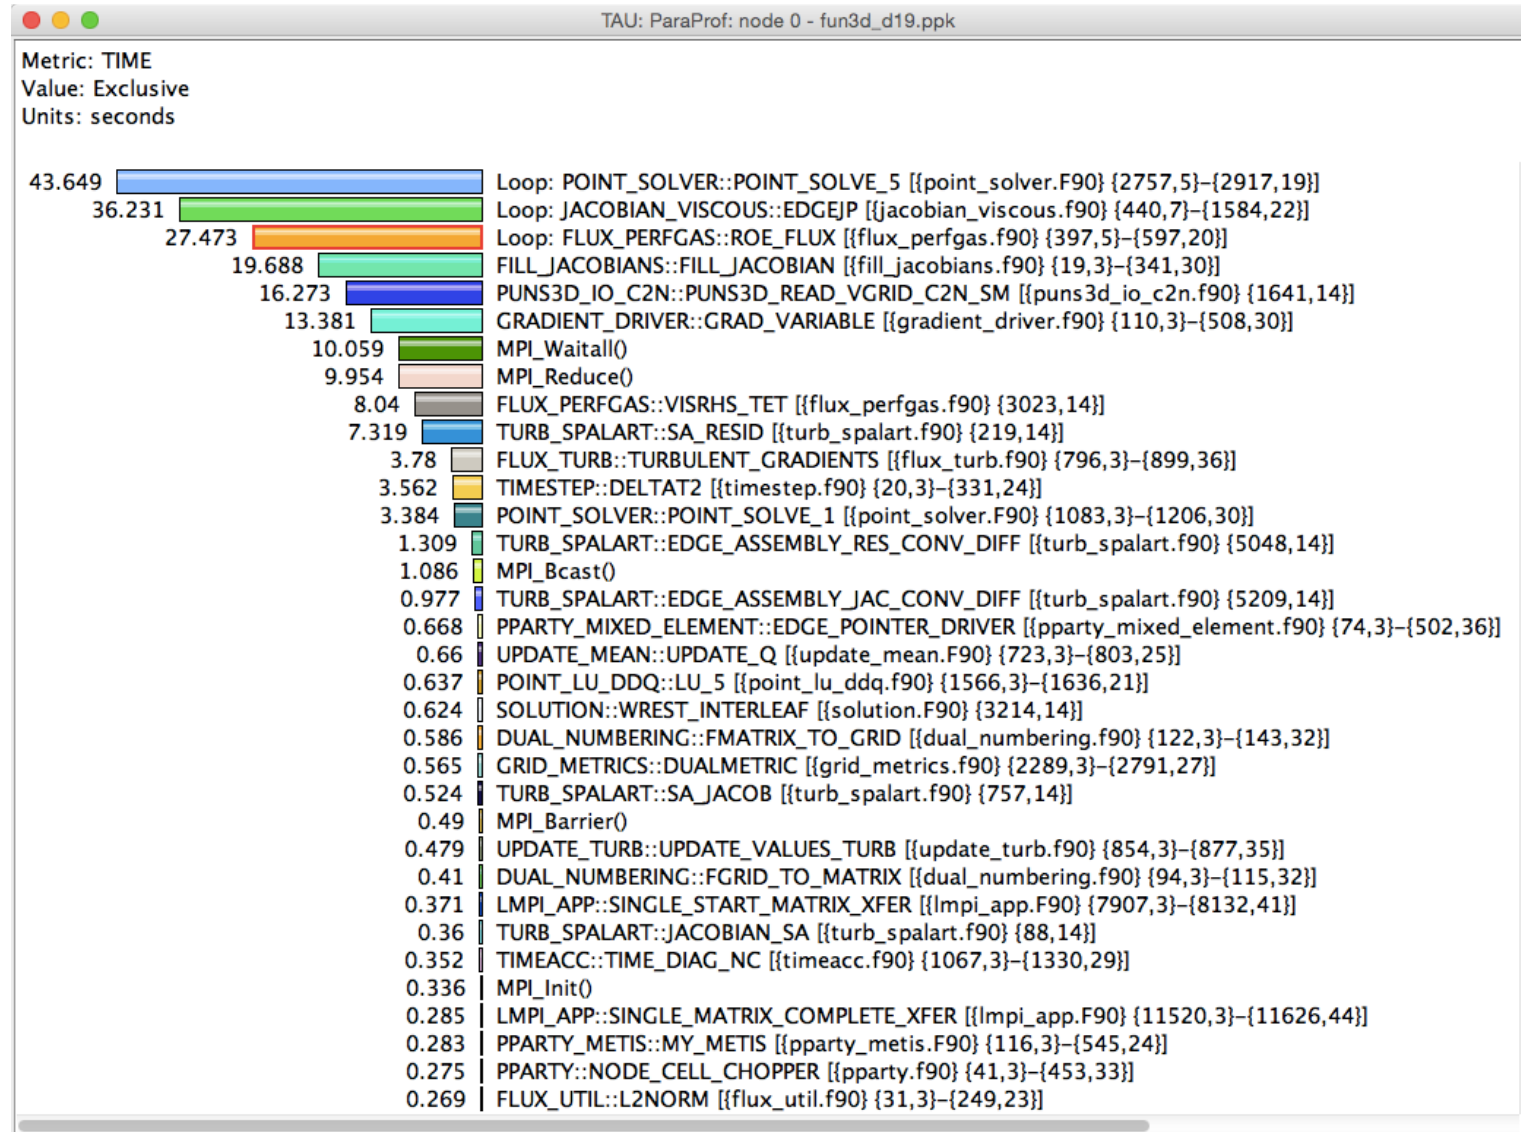 TAU: ParaProf: node 0 - fun3d_d19.ppk
Metric: TIME
Value: Exclusive
Units: seconds
43.649 Loop: POINT_SOLVER::POINT_SOLVE_5 [{point_solver.F90} {2757,5}-{2917,19}]
36.231 Loop: JACOBIAN_VISCOUS::EDGEJP [{jacobian_viscous.f90} {440,7}-{1584,22}]
27.473 Loop: FLUX_PERFGAS::ROE_FLUX [{flux_perfgas.f90} {397,5}-{597,20}]
19.688 FILL_JACOBIANS::FILL_JACOBIAN [{fill_jacobians.f90} {19,3}-{341,30}]
16.273 PUNS3D_IO_C2N::PUNS3D_READ_VGRID_C2N_SM [{puns3d_io_c2n.f90} {1641,14}]
13.381 GRADIENT_DRIVER::GRAD_VARIABLE [{gradient_driver.f90} {110,3}-{508,30}]
10.059 MPI_Waitall()
9.954 MPI_Reduce()
8.04 FLUX_PERFGAS::VISRHS_TET [{flux_perfgas.f90} {3023,14}]
7.319 TURB_SPALART::SA_RESID [{turb_spalart.f90} {219,14}]
3.78 FLUX_TURB::TURBULENT_GRADIENTS [{flux_turb.f90} {796,3}-{899,36}]
3.562 TIMESTEP::DELTAT2 [{timestep.f90} {20,3}-{331,24}]
3.384 POINT_SOLVER::POINT_SOLVE_1 [{point_solver.F90} {1083,3}-{1206,30}]
1.309 TURB_SPALART::EDGE_ASSEMBLY_RES_CONV_DIFF [{turb_spalart.f90} {5048,14}]
1.086 MPI_Bcast()
0.977 TURB_SPALART::EDGE_ASSEMBLY_JAC_CONV_DIFF [{turb_spalart.f90} {5209,14}]
0.668 PPARTY_MIXED_ELEMENT::EDGE_POINTER_DRIVER [{pparty_mixed_element.f90} {74,3}-{502,36}]
0.66 UPDATE_MEAN::UPDATE_Q [{update_mean.F90} {723,3}-{803,25}]
0.637 POINT_LU_DDQ::LU_5 [{point_lu_ddq.f90} {1566,3}-{1636,21}]
0.624 SOLUTION::WREST_INTERLEAF [{solution.F90} {3214,14}]
0.586 DUAL_NUMBERING::FMATRIX_TO_GRID [{dual_numbering.f90} {122,3}-{143,32}]
0.565 GRID_METRICS::DUALMETRIC [{grid_metrics.f90} {2289,3}-{2791,27}]
0.524 TURB_SPALART::SA_JACOB [{turb_spalart.f90} {757,14}]
0.49 MPI_Barrier()
0.479 UPDATE_TURB::UPDATE_VALUES_TURB [{update_turb.f90} {854,3}-{877,35}]
0.41 DUAL_NUMBERING::FGRID_TO_MATRIX [{dual_numbering.f90} {94,3}-{115,32}]
0.371 LMPI_APP::SINGLE_START_MATRIX_XFER [{lmpi_app.F90} {7907,3}-{8132,41}]
0.36 TURB_SPALART::JACOBIAN_SA [{turb_spalart.f90} {88,14}]
0.352 TIMEACC::TIME_DIAG_NC [{timeacc.f90} {1067,3}-{1330,29}]
0.336 MPI_Init()
0.285 LMPI_APP::SINGLE_MATRIX_COMPLETE_XFER [{lmpi_app.F90} {11520,3}-{11626,44}]
0.283 PPARTY_METIS::MY_METIS [{pparty_metis.F90} {116,3}-{545,24}]
0.275 PPARTY::NODE_CELL_CHOPPER [{pparty.f90} {41,3}-{453,33}]
0.269 FLUX_UTIL::L2NORM [{flux_util.f90} {31,3}-{249,23}]